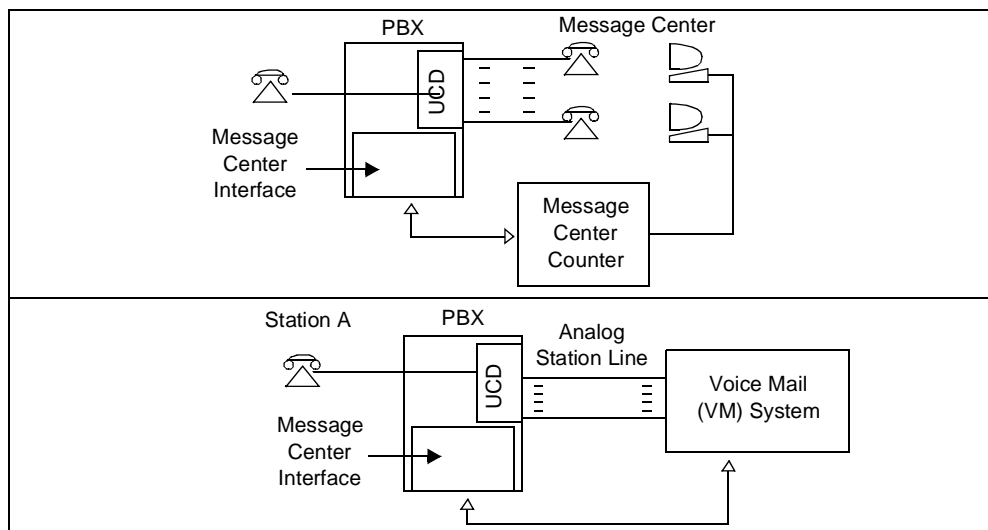 PBX
Message Center
UCD
Message
Center
Interface
Message
Center
Counter
Station A
PBX
Analog
Station Line
UCD
Voice Mail
(VM) System
Message
Center
Interface